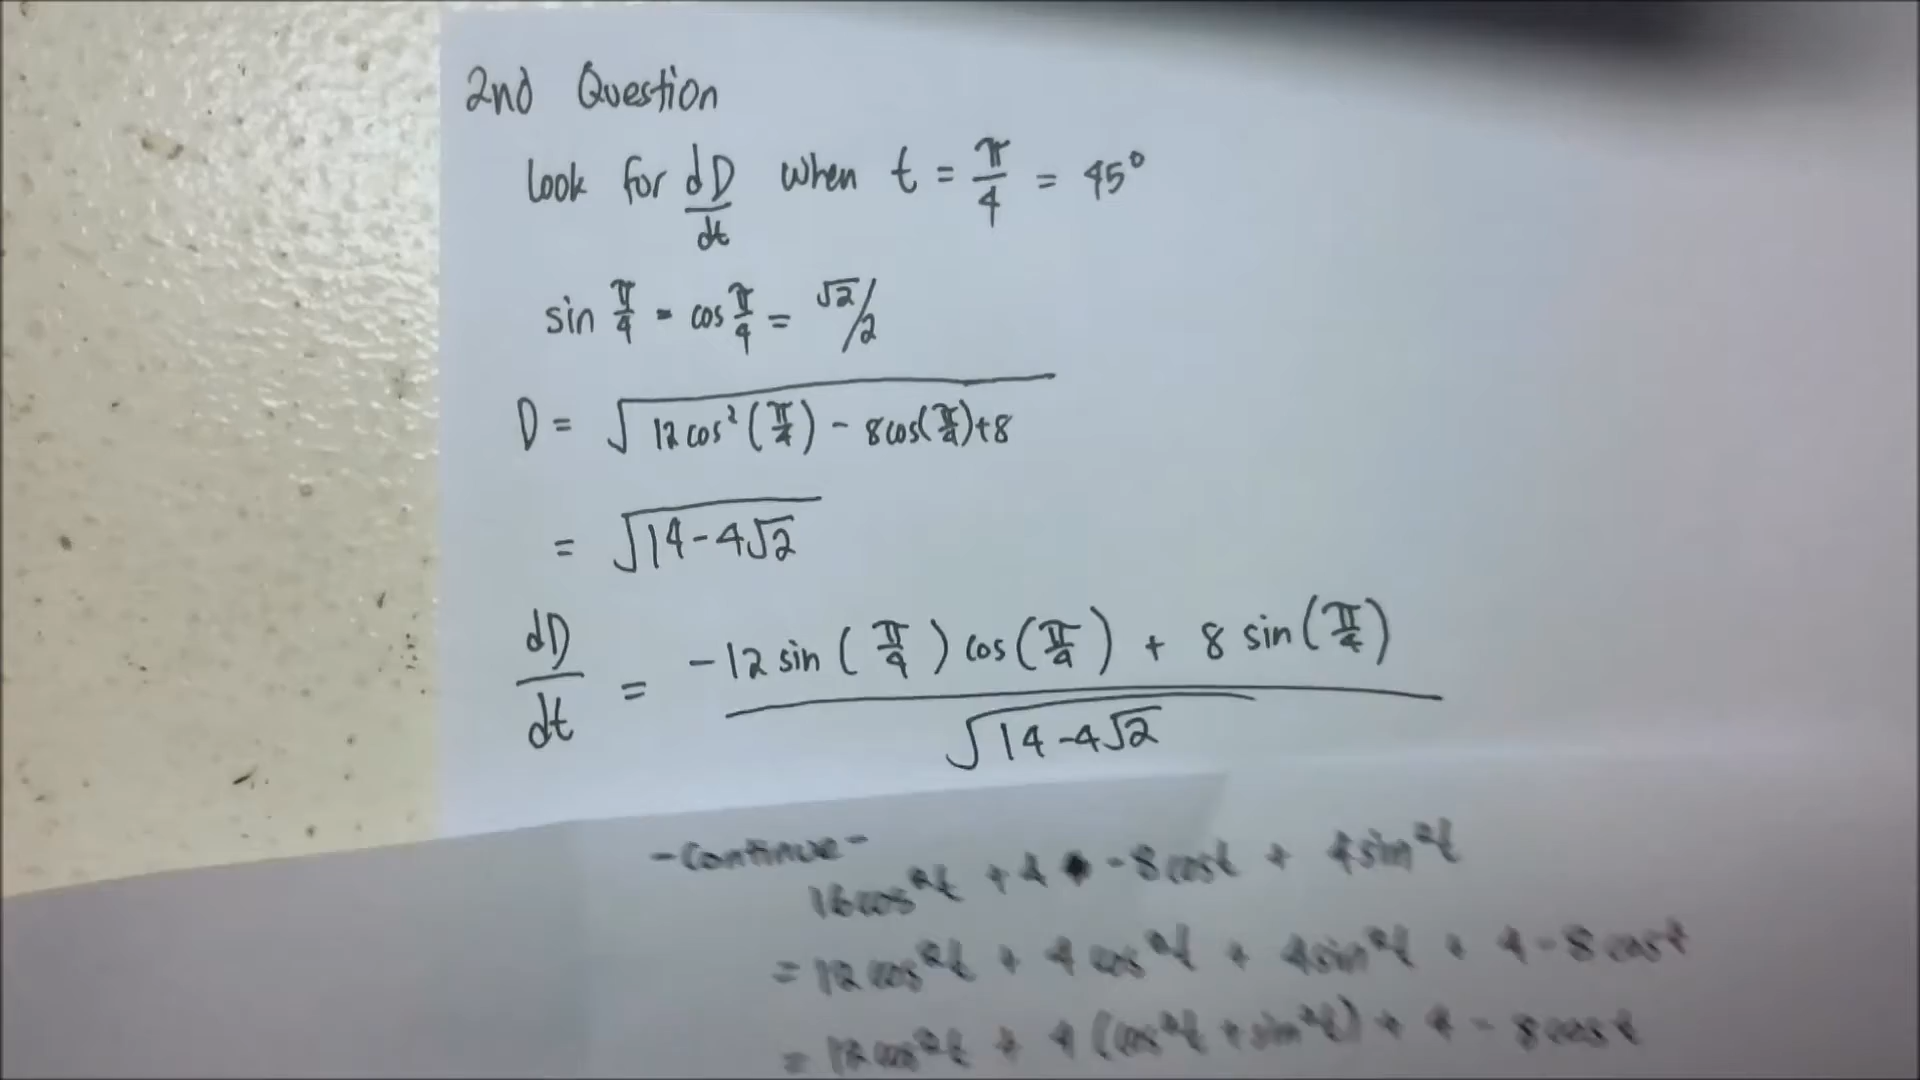 2nd Question
Look for dD/dt when t = π/4 = 45°
sin π/4 = cos π/4 = √2/2
D = √(12cos²(π/4) - 8cos(π/4)+8)
= √(14-4√2)
dD/dt = (-12 sin(π/4) cos(π/4) + 8 sin(π/4)) / √(14-4√2)
-Continue-
16cos²t + 4 -8cost + 4sin²t
= 12cos²t + 4cos²t + 4sin²t + 4 - 8cost
= 12cos²t + 4(cos²t + sin²t) + 4 - 8cost